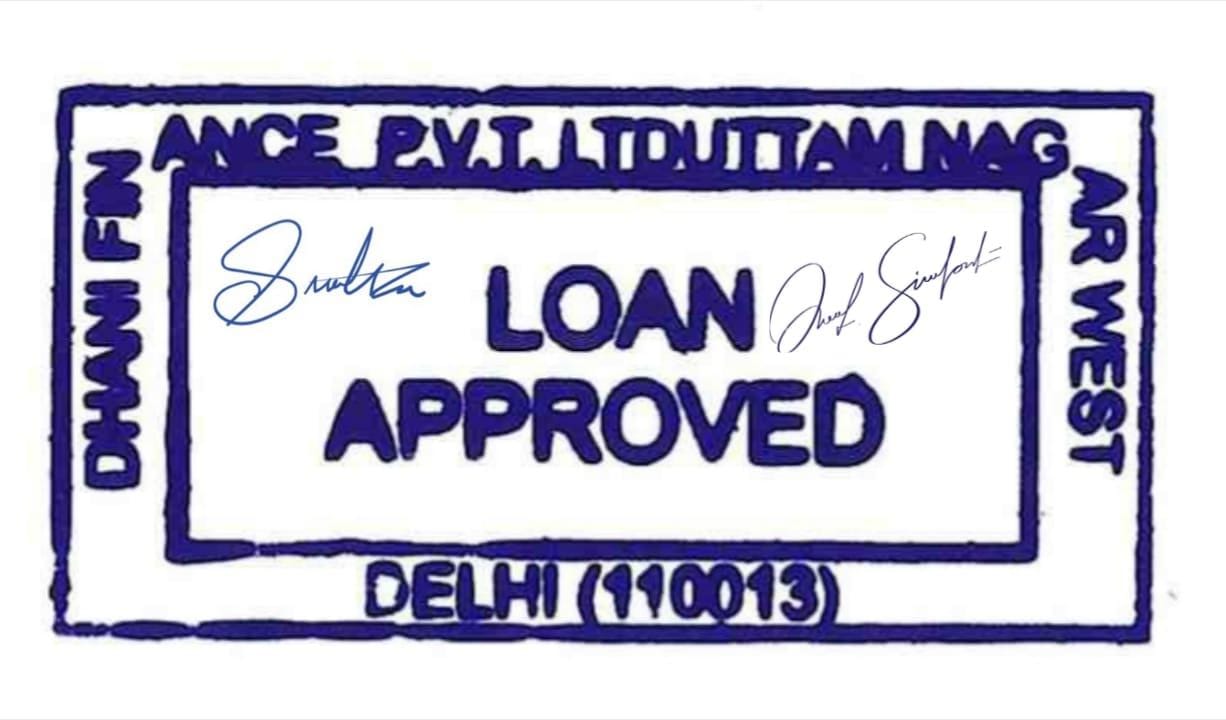 DHANI FIN
ANCE P.V.T. LTDUTTAM NAG
AR WEST
LOAN
APPROVED
DELHI (110013)